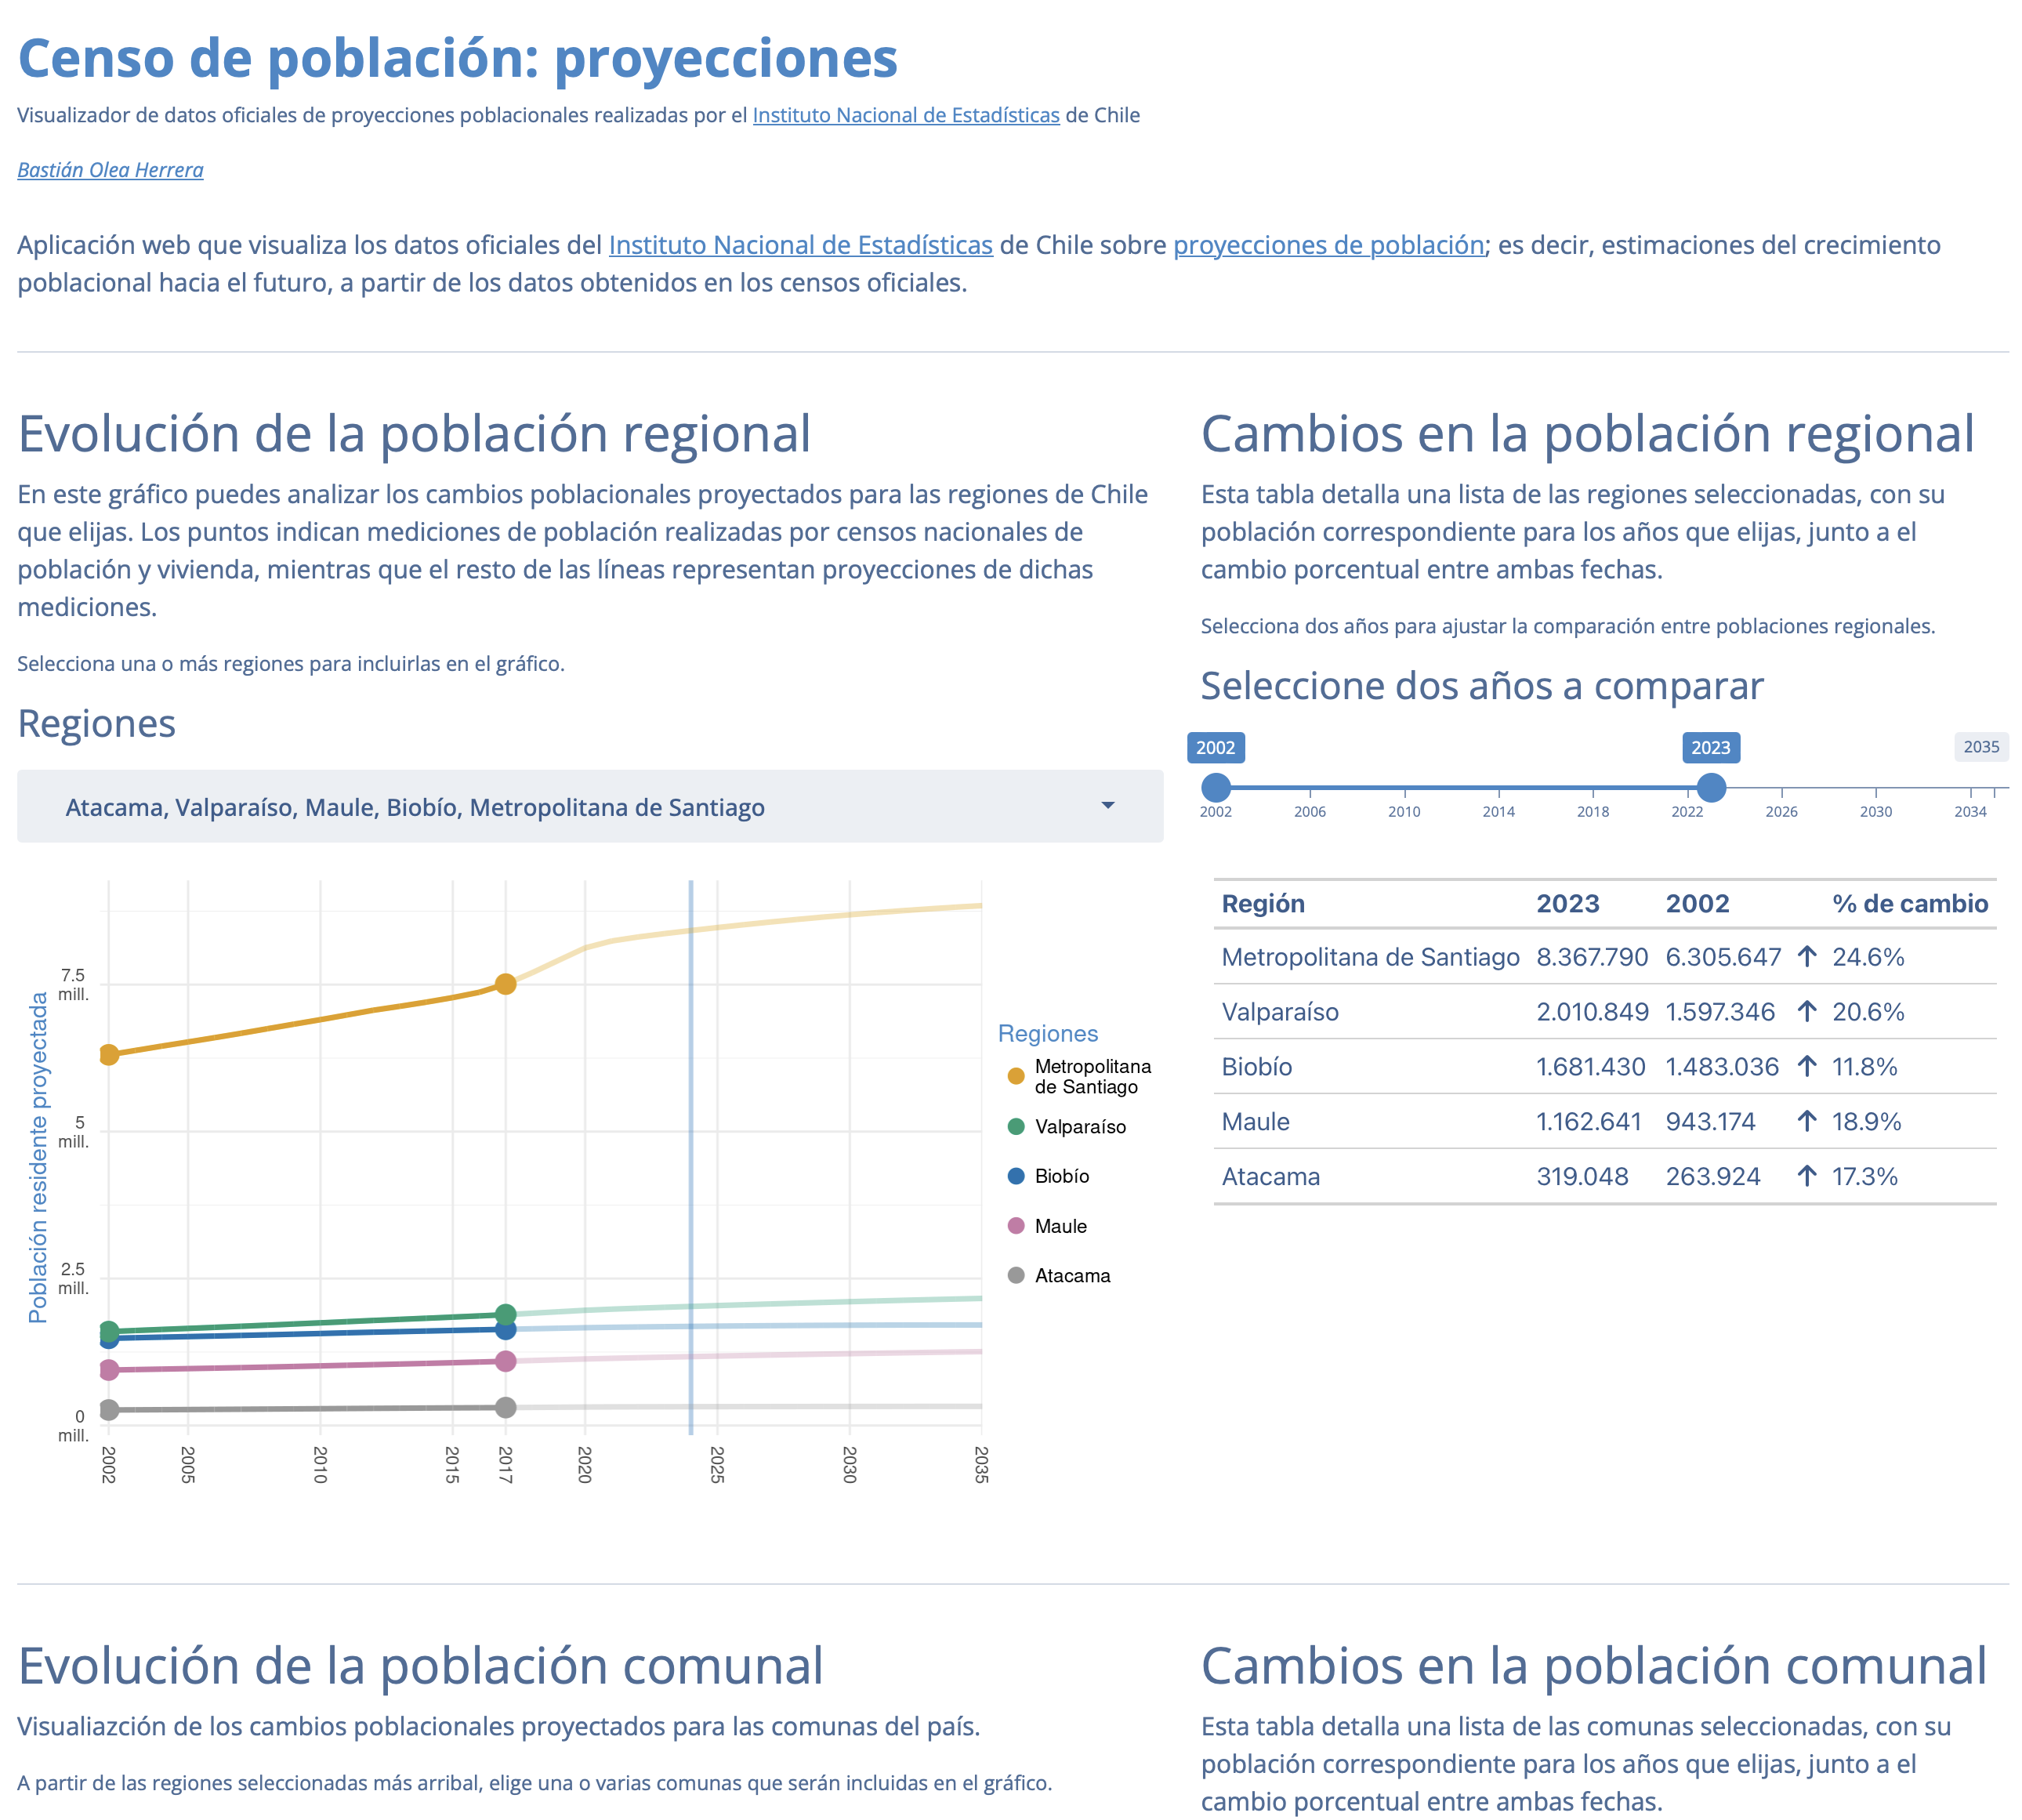 Censo de población: proyecciones
Visualizador de datos oficiales de proyecciones poblacionales realizadas por el Instituto Nacional de Estadísticas de Chile
Bastián Olea Herrera
Aplicación web que visualiza los datos oficiales del Instituto Nacional de Estadísticas de Chile sobre proyecciones de población; es decir, estimaciones del crecimiento
poblacional hacia el futuro, a partir de los datos obtenidos en los censos oficiales.
Evolución de la población regional
En este gráfico puedes analizar los cambios poblacionales proyectados para las regiones de Chile
que elijas. Los puntos indican mediciones de población realizadas por censos nacionales de
población y vivienda, mientras que el resto de las líneas representan proyecciones de dichas
mediciones.
Selecciona una o más regiones para incluirlas en el gráfico.
Regiones
Atacama, Valparaíso, Maule, Biobío, Metropolitana de Santiago
Población residente proyectada
7.5
mill.
5
mill.
2.5
mill.
0
mill.
2002 2005 2010 2015 2017 2020 2025 2030 2035
Regiones
Metropolitana
de Santiago
Valparaíso
Biobío
Maule
Atacama
Cambios en la población regional
Esta tabla detalla una lista de las regiones seleccionadas, con su
población correspondiente para los años que elijas, junto a el
cambio porcentual entre ambas fechas.
Selecciona dos años para ajustar la comparación entre poblaciones regionales.
Seleccione dos años a comparar
2002 2023 2035
2002 2006 2010 2014 2018 2022 2026 2030 2034
Región 2023 2002 % de cambio
Metropolitana de Santiago 8.367.790 6.305.647 ↑ 24.6%
Valparaíso 2.010.849 1.597.346 ↑ 20.6%
Biobío 1.681.430 1.483.036 ↑ 11.8%
Maule 1.162.641 943.174 ↑ 18.9%
Atacama 319.048 263.924 ↑ 17.3%
Evolución de la población comunal
Visualiazción de los cambios poblacionales proyectados para las comunas del país.
A partir de las regiones seleccionadas más arribal, elige una o varias comunas que serán incluidas en el gráfico.
Cambios en la población comunal
Esta tabla detalla una lista de las comunas seleccionadas, con su
población correspondiente para los años que elijas, junto a el
cambio porcentual entre ambas fechas.